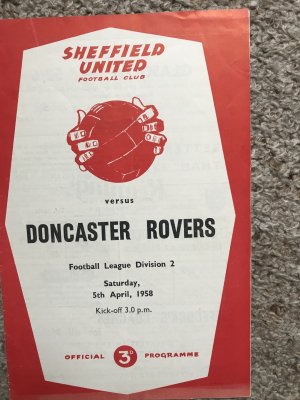 SHEFFIELD
UNITED
FOOTBALL CLUB
versus
DONCASTER ROVERS
Football League Division 2
Saturday,
5th April, 1958
Kick-off 3.0 p.m.
OFFICIAL 3D PROGRAMME